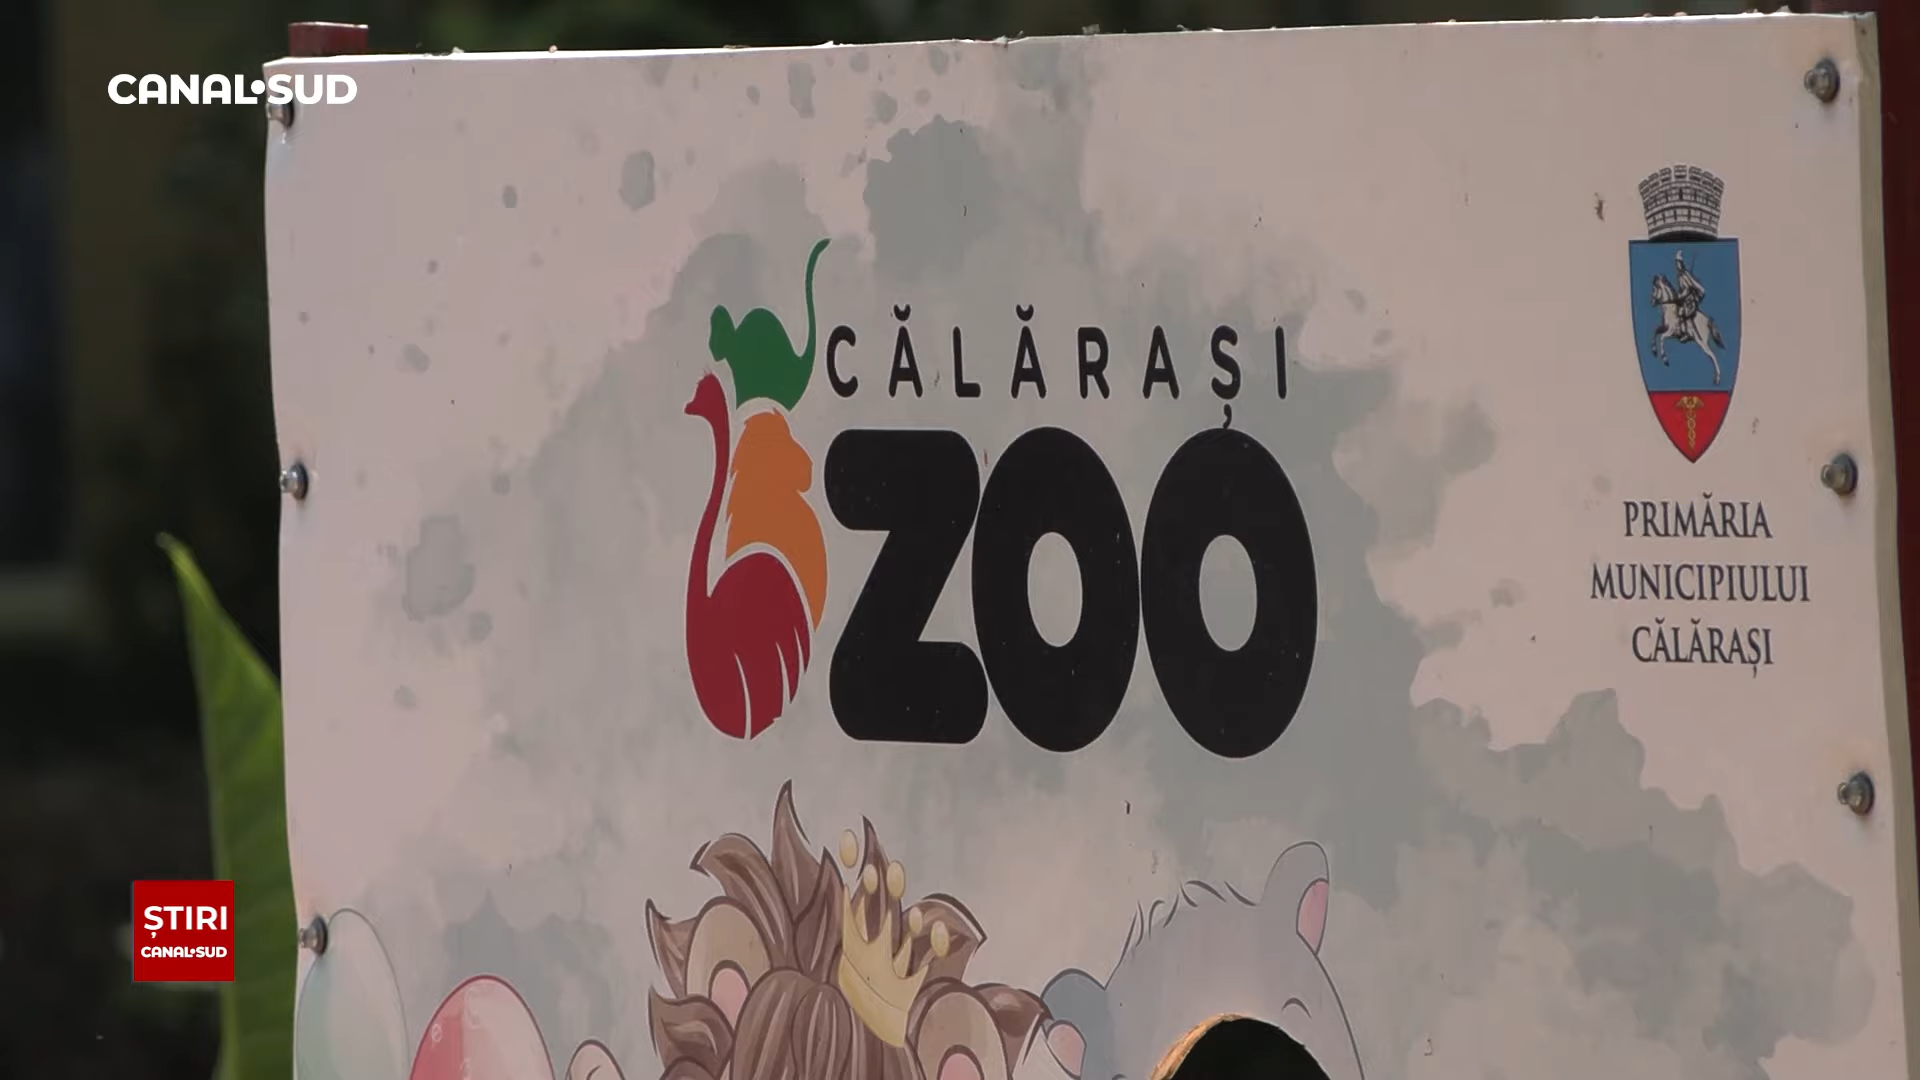 CANAL•SUD
CĂLĂRAȘI
ZOO
PRIMĂRIA
MUNICIPIULUI
CĂLĂRAȘI
ȘTIRI
CANAL•SUD